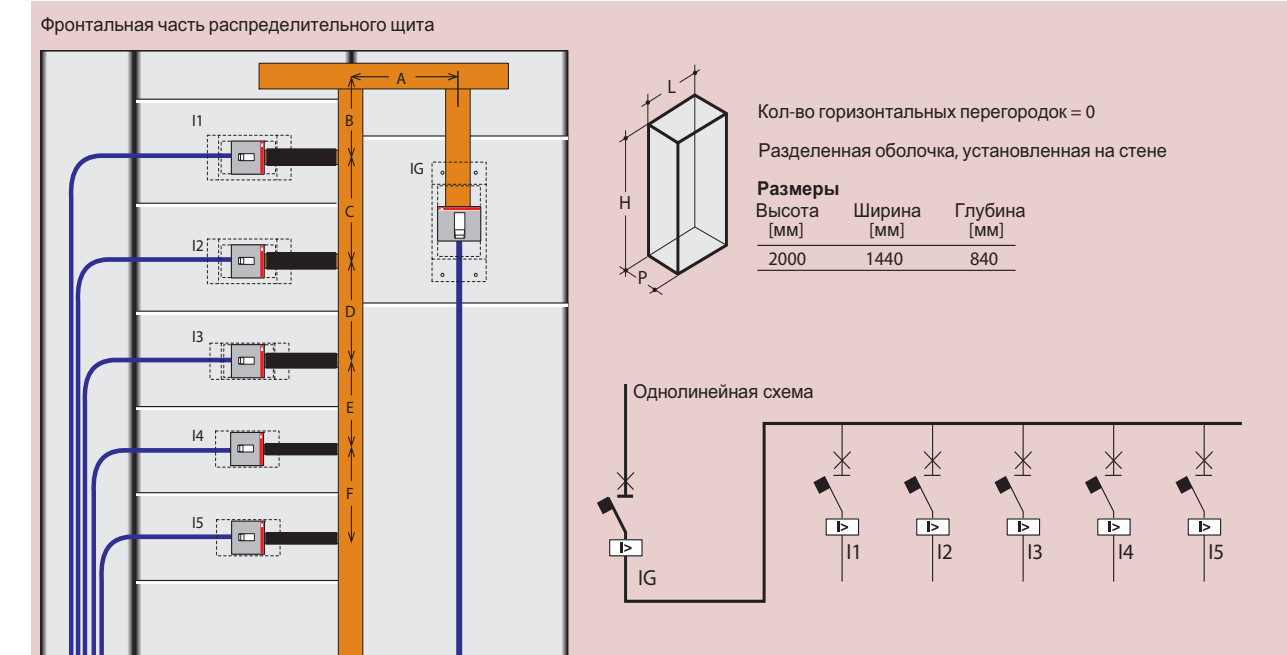 Фронтальная часть распределительного щита
A
B
I1
IG
C
I2
D
I3
E
I4
F
I5
L
H
P
Кол-во горизонтальных перегородок = 0
Разделенная оболочка, установленная на стене
Размеры
Высота Ширина Глубина
[мм] [мм] [мм]
2000 1440 840
Однолинейная схема
I> I> I> I> I>
I1 I2 I3 I4 I5
I>
IG